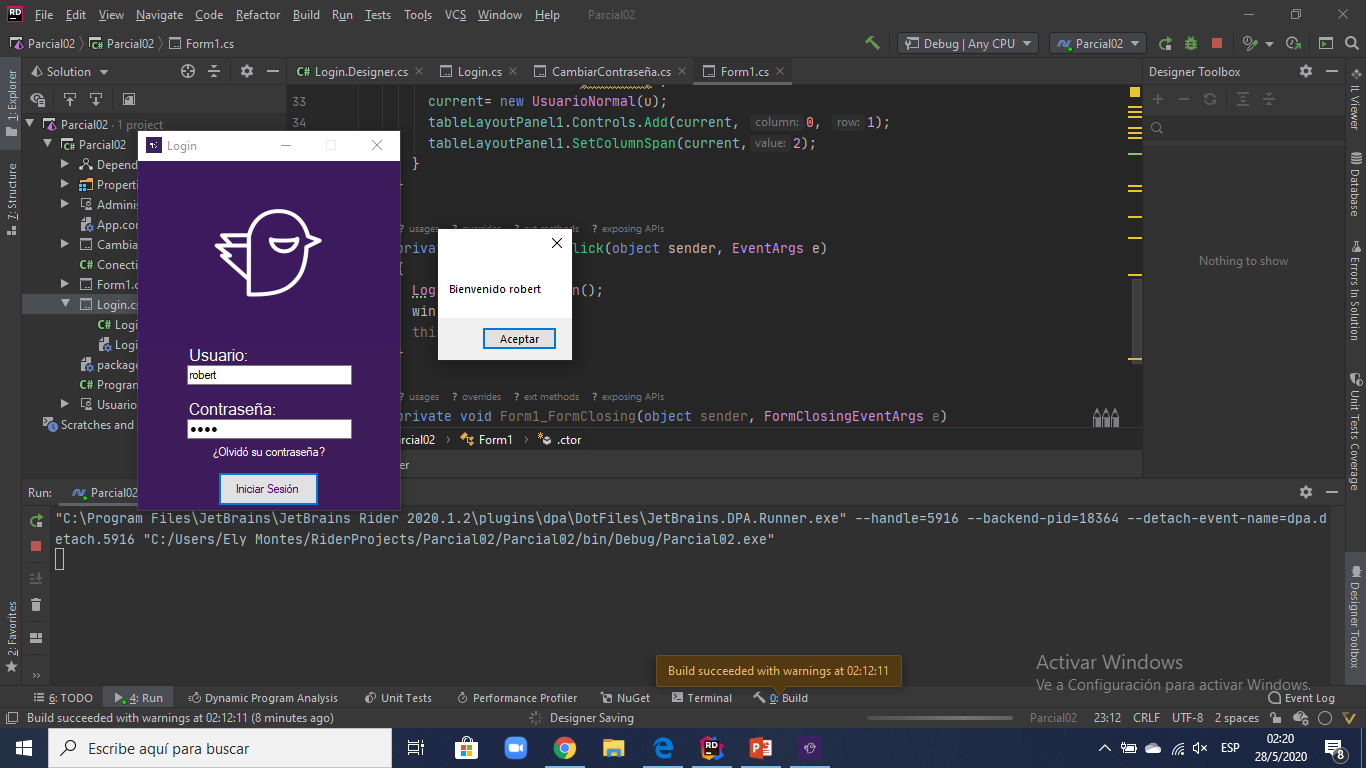 File Edit View Navigate Code Refactor Build Run Tests Tools VCS Window Help Parcial02
Parcial02 Parcial02 Form1.cs Debug | Any CPU Parcial02
Solution
Login.Designer.cs Login.cs CambiarContraseña.cs Form1.cs
Designer Toolbox
1: Explorer
7: Structure
2: Favorites
Parcial02 · 1 project
Parcial02
Depend
Properti
Adminis
App.con
Cambia
Conecti
Form1.c
Login.cs
Logi
Logi
package
Program
Usuario
Scratches and
33
34
current= new UsuarioNormal(u);
tableLayoutPanel1.Controls.Add(current, column: 0, row: 1);
tableLayoutPanel1.SetColumnSpan(current, value: 2);
}
? usages ? overrides ? ext methods ? exposing APIs
private lick(object sender, EventArgs e)
{
Log n();
win
thi
? usages ? overrides ? ext methods ? exposing APIs
private void Form1_FormClosing(object sender, FormClosingEventArgs e)
arcial02 Form1 .ctor
er
Login
Usuario:
robert
Contraseña:
●●●●
¿Olvidó su contraseña?
Iniciar Sesión
Bienvenido robert
Aceptar
Nothing to show
IL Viewer
Database
Errors In Solution
Unit Tests Coverage
Designer Toolbox
Run: Parcial02
"C:\Program Files\JetBrains\JetBrains Rider 2020.1.2\plugins\dpa\DotFiles\JetBrains.DPA.Runner.exe" --handle=5916 --backend-pid=18364 --detach-event-name=dpa.d
etach.5916 "C:/Users/Ely Montes/RiderProjects/Parcial02/Parcial02/bin/Debug/Parcial02.exe"
Build succeeded with warnings at 02:12:11
Activar Windows
Ve a Configuración para activar Windows.
6: TODO 4: Run Dynamic Program Analysis Unit Tests Performance Profiler NuGet Terminal 0: Build Event Log
Build succeeded with warnings at 02:12:11 (8 minutes ago) Designer Saving Parcial02 23:12 CRLF UTF-8 2 spaces
Escribe aquí para buscar
ESP
02:20
28/5/2020
8